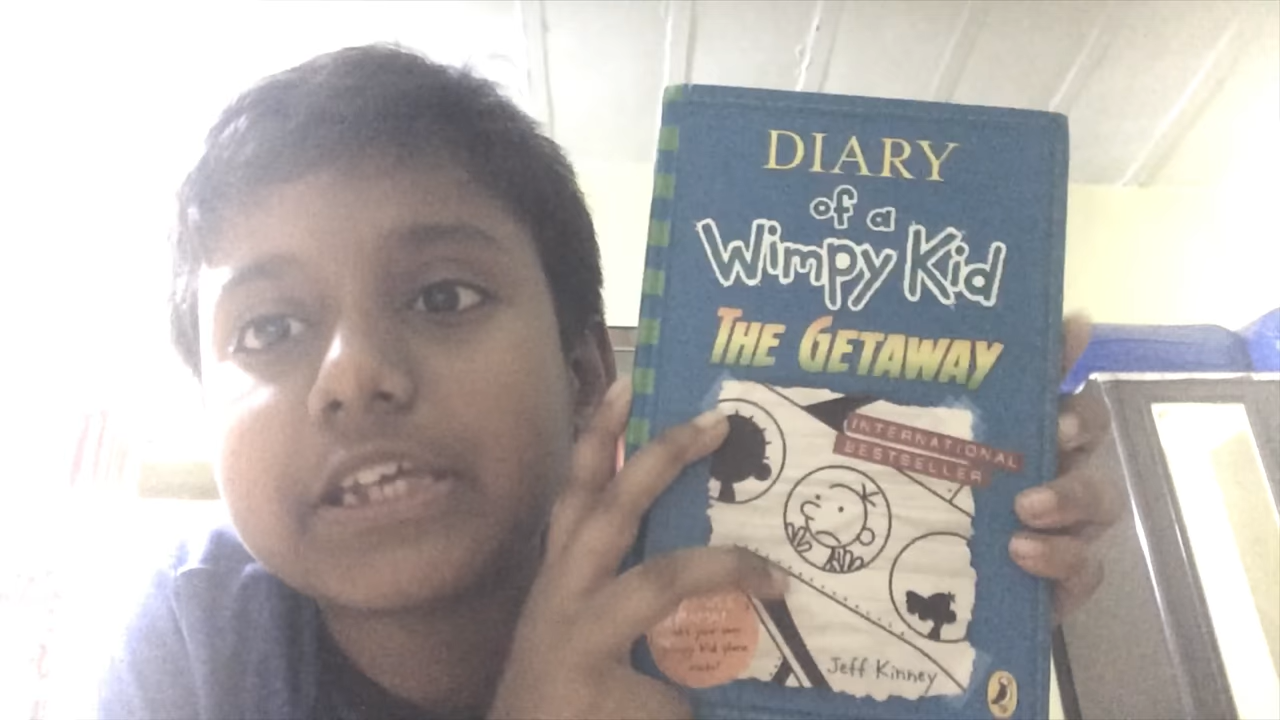 DIARY
of a
Wimpy Kid
THE GETAWAY
INTERNATIONAL
BESTSELLER
Jeff Kinney